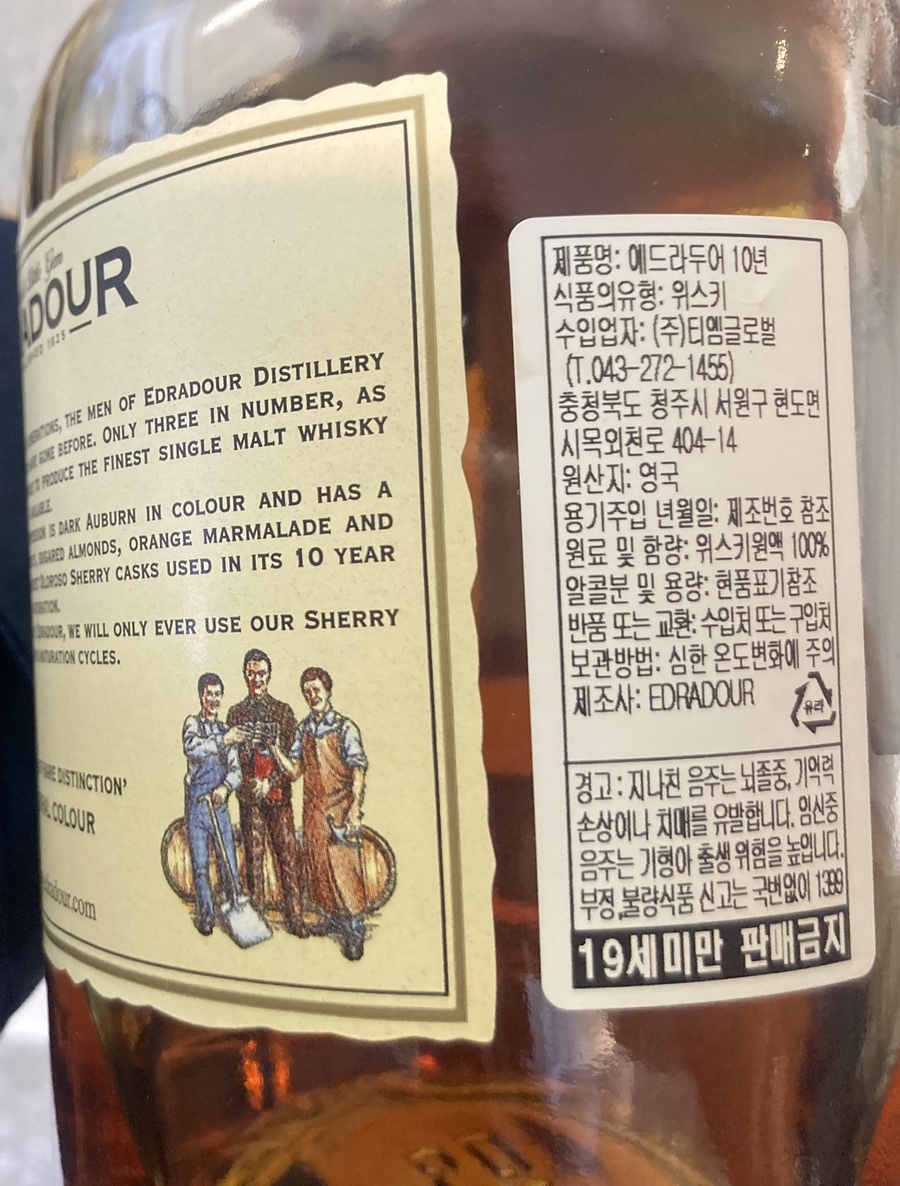 Little Gem
ADOUR
1825
THE MEN OF EDRADOUR DISTILLERY
GONE BEFORE. ONLY THREE IN NUMBER, AS
TO PRODUCE THE FINEST SINGLE MALT WHISKY
IS DARK AUBURN IN COLOUR AND HAS A
SUGARED ALMONDS, ORANGE MARMALADE AND
OLOROSO SHERRY CASKS USED IN ITS 10 YEAR
EDRADOUR, WE WILL ONLY EVER USE OUR SHERRY
MATURATION CYCLES.
RARE DISTINCTION'
COLOUR
edradour.com
제품명: 에드라두어 10년
식품의유형: 위스키
수입업자: (주)티엠글로벌
(T.043-272-1455)
충청북도 청주시 서원구 현도면
시목외천로 404-14
원산지: 영국
용기주입 년월일: 제조번호 참조
원료 및 함량: 위스키원액 100%
알콜분 및 용량: 현품표기참조
반품 또는 교환: 수입처 또는 구입처
보관방법: 심한 온도변화에 주의
제조사: EDRADOUR
유리
경고: 지나친 음주는 뇌졸중, 기억력
손상이나 치매를 유발합니다. 임신중
음주는 기형아 출생 위험을 높입니다.
부정,불량식품 신고는 국번없이 1399
19세미만 판매금지